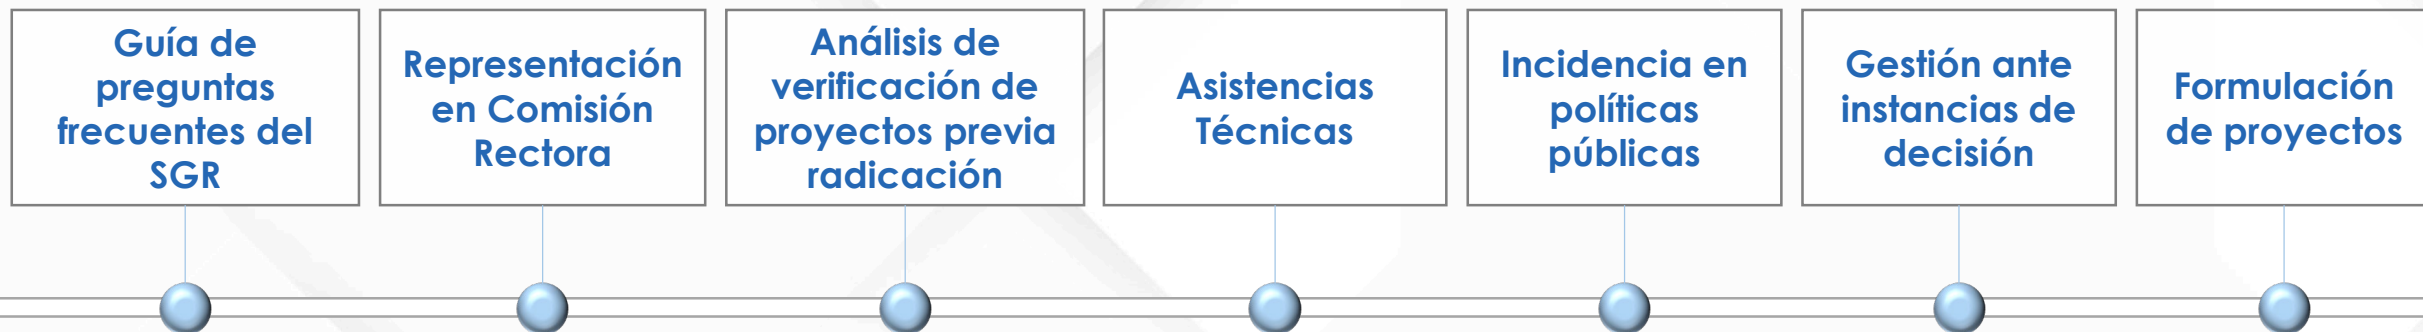 Guía de
preguntas
frecuentes del
SGR
Representación
en Comisión
Rectora
Análisis de
verificación de
proyectos previa
radicación
Asistencias
Técnicas
Incidencia en
políticas
públicas
Gestión ante
instancias de
decisión
Formulación
de proyectos